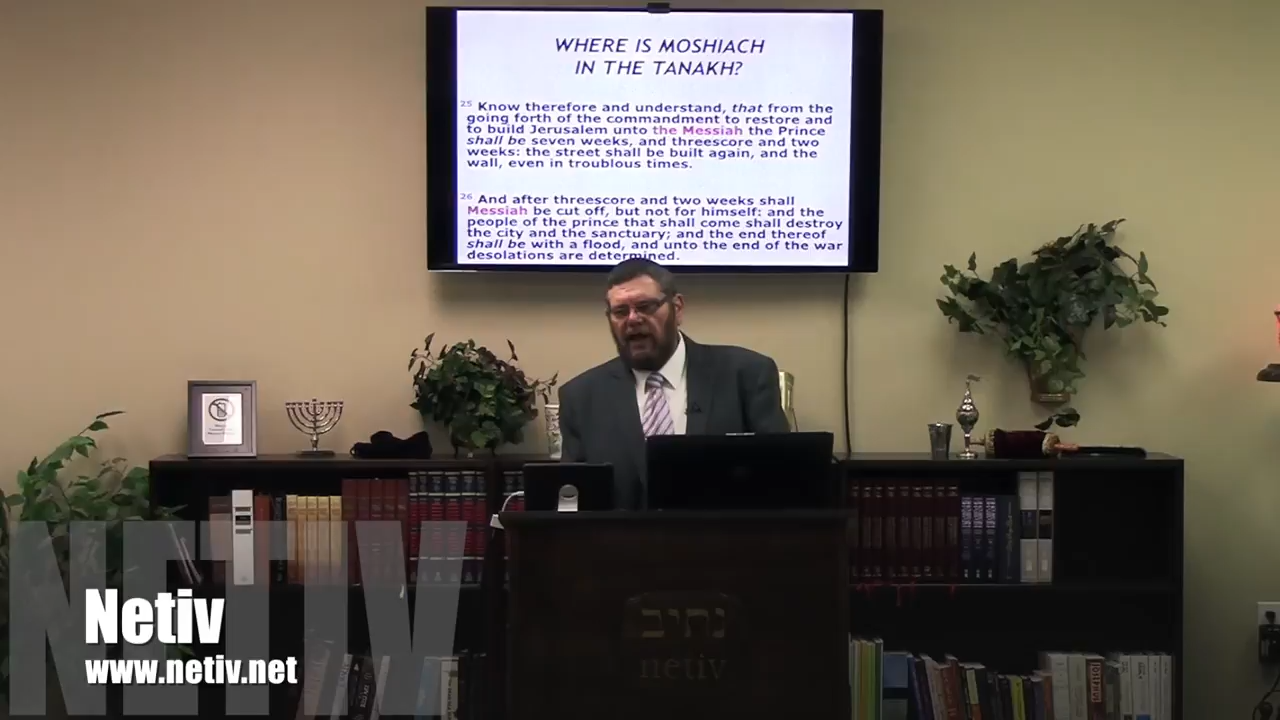 WHERE IS MOSHIACH
IN THE TANAKH?
25 Know therefore and understand, that from the
going forth of the commandment to restore and
to build Jerusalem unto the Messiah the Prince
shall be seven weeks, and threescore and two
weeks: the street shall be built again, and the
wall, even in troublous times.
26 And after threescore and two weeks shall
Messiah be cut off, but not for himself: and the
people of the prince that shall come shall destroy
the city and the sanctuary; and the end thereof
shall be with a flood, and unto the end of the war
desolations are determined.
נתיב
netiv
NETIV
Netiv
www.netiv.net